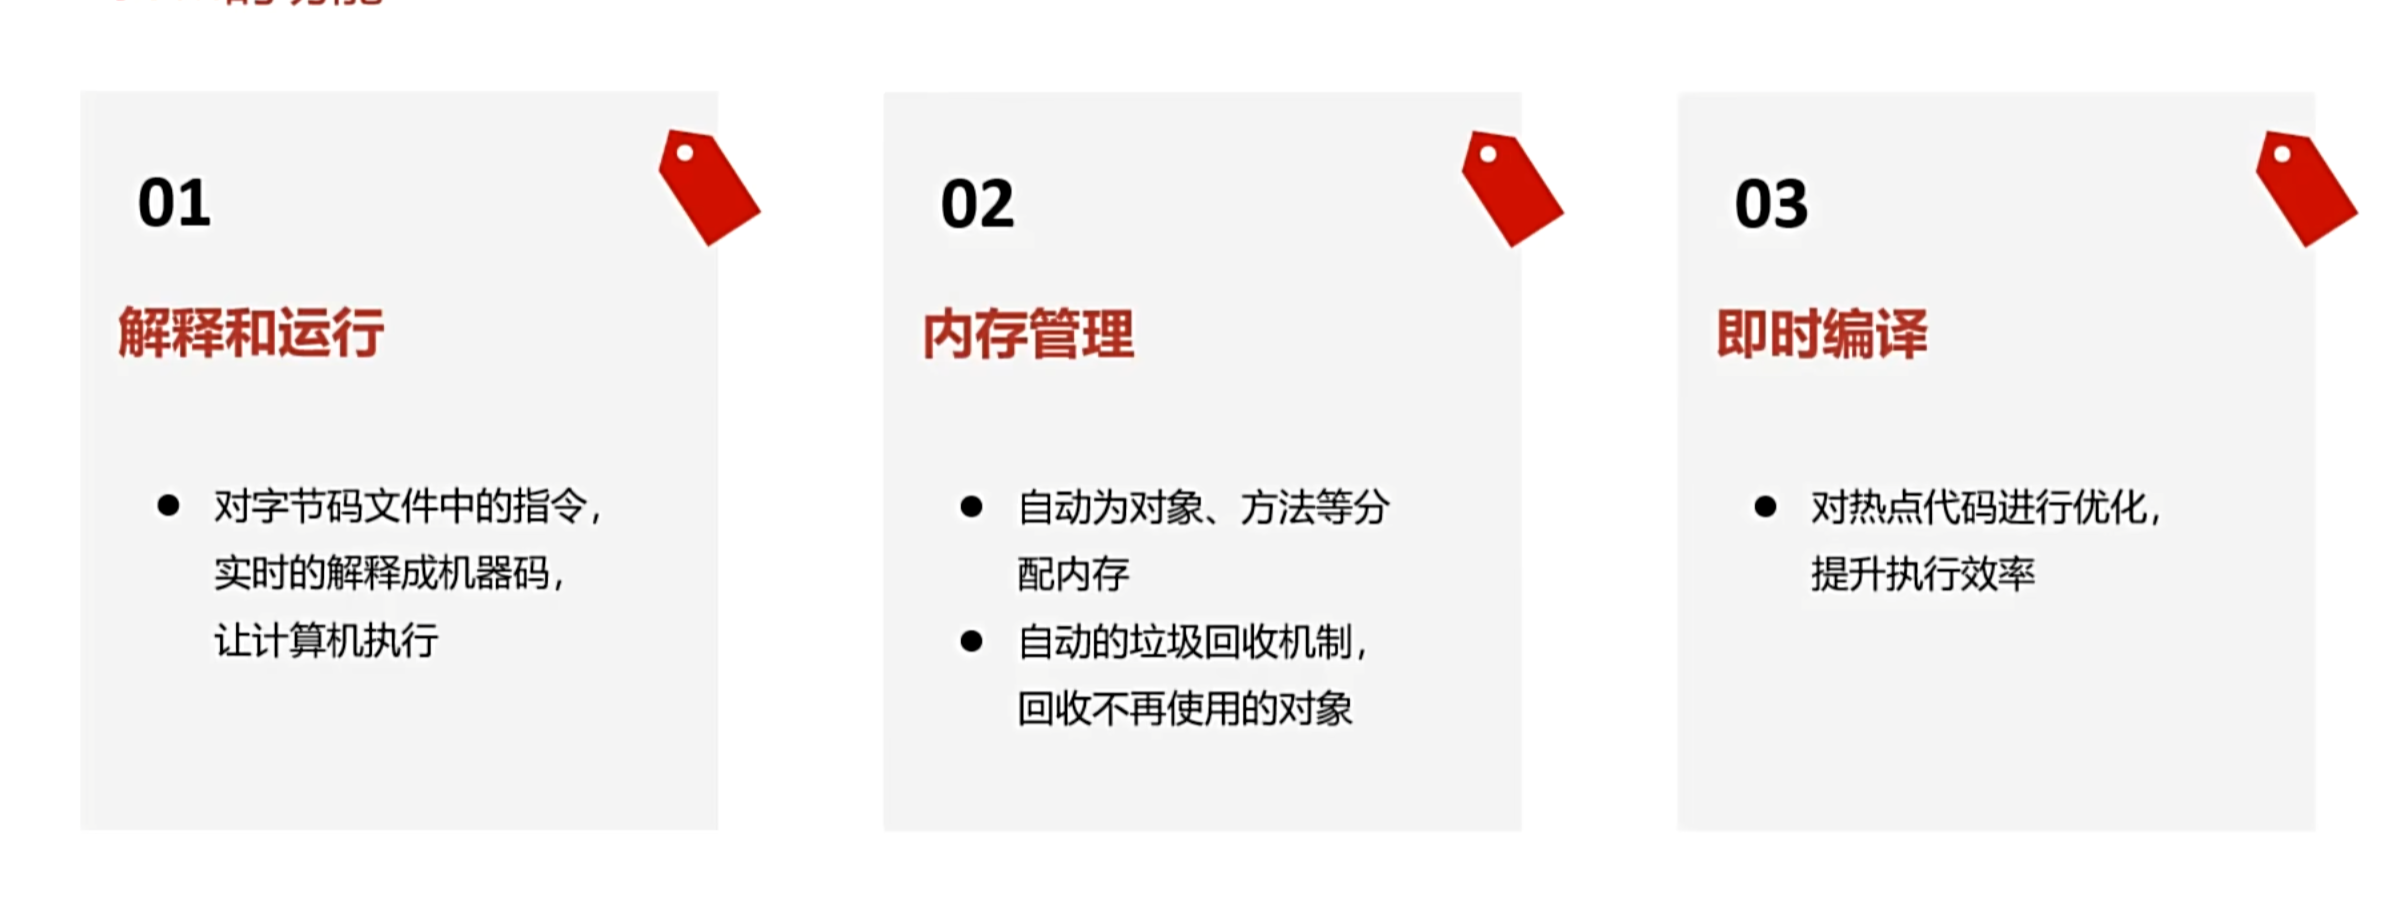 01
解释和运行
对字节码文件中的指令，
实时的解释成机器码，
让计算机执行
02
内存管理
自动为对象、方法等分
配内存
自动的垃圾回收机制，
回收不再使用的对象
03
即时编译
对热点代码进行优化，
提升执行效率